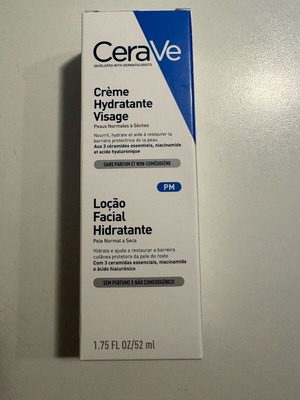 CeraVe
DEVELOPED WITH DERMATOLOGISTS
Crème
Hydratante
Visage
Peaux Normales à Sèches
Nourrit, hydrate et aide à restaurer la
barrière protectrice de la peau
Aux 3 céramides essentiels, niacinamide
et acide hyaluronique
SANS PARFUM ET NON-COMÉDOGÈNE
PM
Loção
Facial
Hidratante
Pele Normal a Seca
Hidrata e ajuda a restaurar a barreira
cutânea protetora da pele do rosto
Com 3 ceramidas essenciais, niacinamida
e ácido hialurónico
SEM PERFUME E NÃO COMEDOGÉNICO
1.75 FL OZ/52 ml